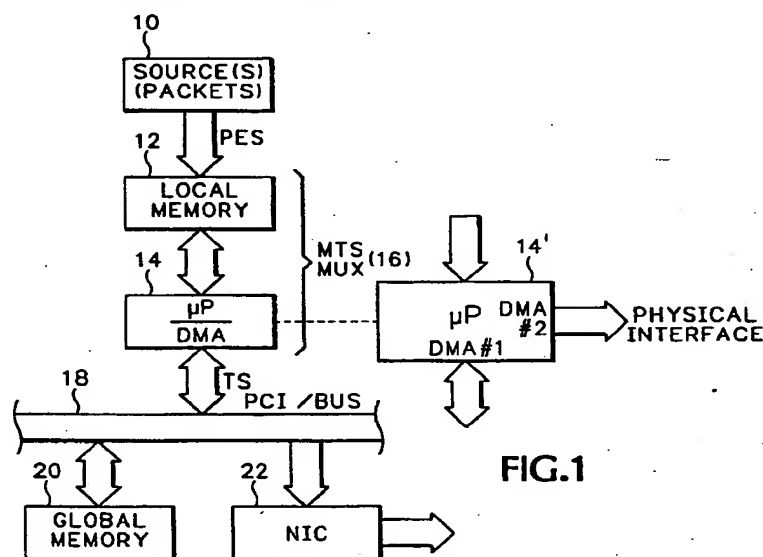 10
SOURCE(S)
(PACKETS)
PES
12
LOCAL
MEMORY
14
µP
DMA
MTS
MUX (16)
14'
µP
DMA
#2
DMA#1
PHYSICAL
INTERFACE
TS
18
PCI /BUS
20
GLOBAL
MEMORY
22
NIC
FIG.1